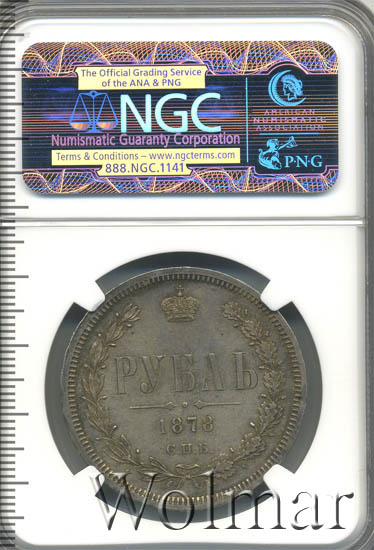 The Official Grading Service
of the ANA & PNG
NGC
Numismatic Guaranty Corporation
Terms & Conditions – www.ngcterms.com
888.NGC.1141
AMERICAN
NUMISMATIC
ASSOCIATION
PNG
РУБЛЬ
1878
С.П.Б.
Wolmar